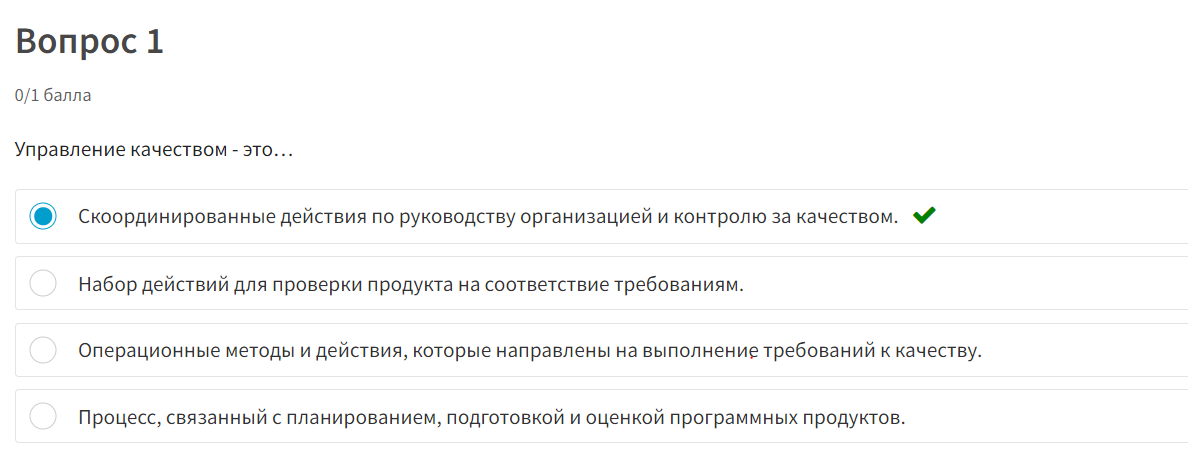 Вопрос 1
0/1 балла
Управление качеством - это…
Скоординированные действия по руководству организацией и контролю за качеством.
Набор действий для проверки продукта на соответствие требованиям.
Операционные методы и действия, которые направлены на выполнение требований к качеству.
Процесс, связанный с планированием, подготовкой и оценкой программных продуктов.